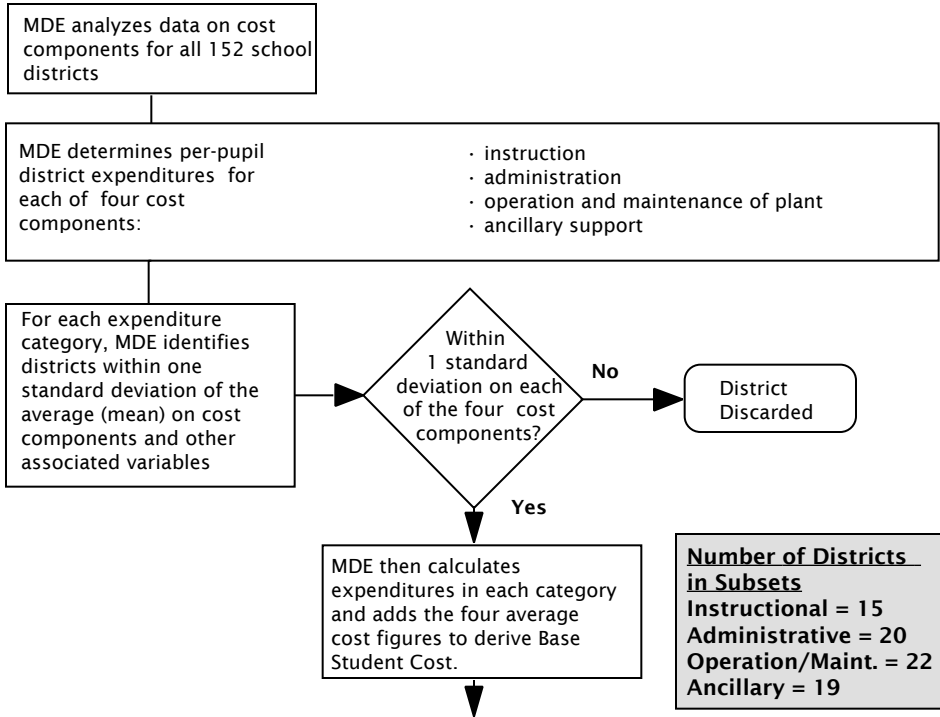 MDE analyzes data on cost
components for all 152 school
districts
MDE determines per-pupil
district expenditures for
each of four cost
components:
· instruction
· administration
· operation and maintenance of plant
· ancillary support
For each expenditure
category, MDE identifies
districts within one
standard deviation of the
average (mean) on cost
components and other
associated variables
Within
1 standard
deviation on each
of the four cost
components?
No
District
Discarded
Yes
MDE then calculates
expenditures in each category
and adds the four average
cost figures to derive Base
Student Cost.
Number of Districts
in Subsets
Instructional = 15
Administrative = 20
Operation/Maint. = 22
Ancillary = 19